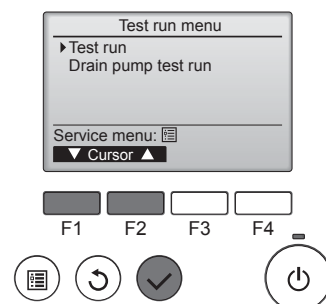 Test run menu
Test run
Drain pump test run
Service menu:
Cursor
F1 F2 F3 F4